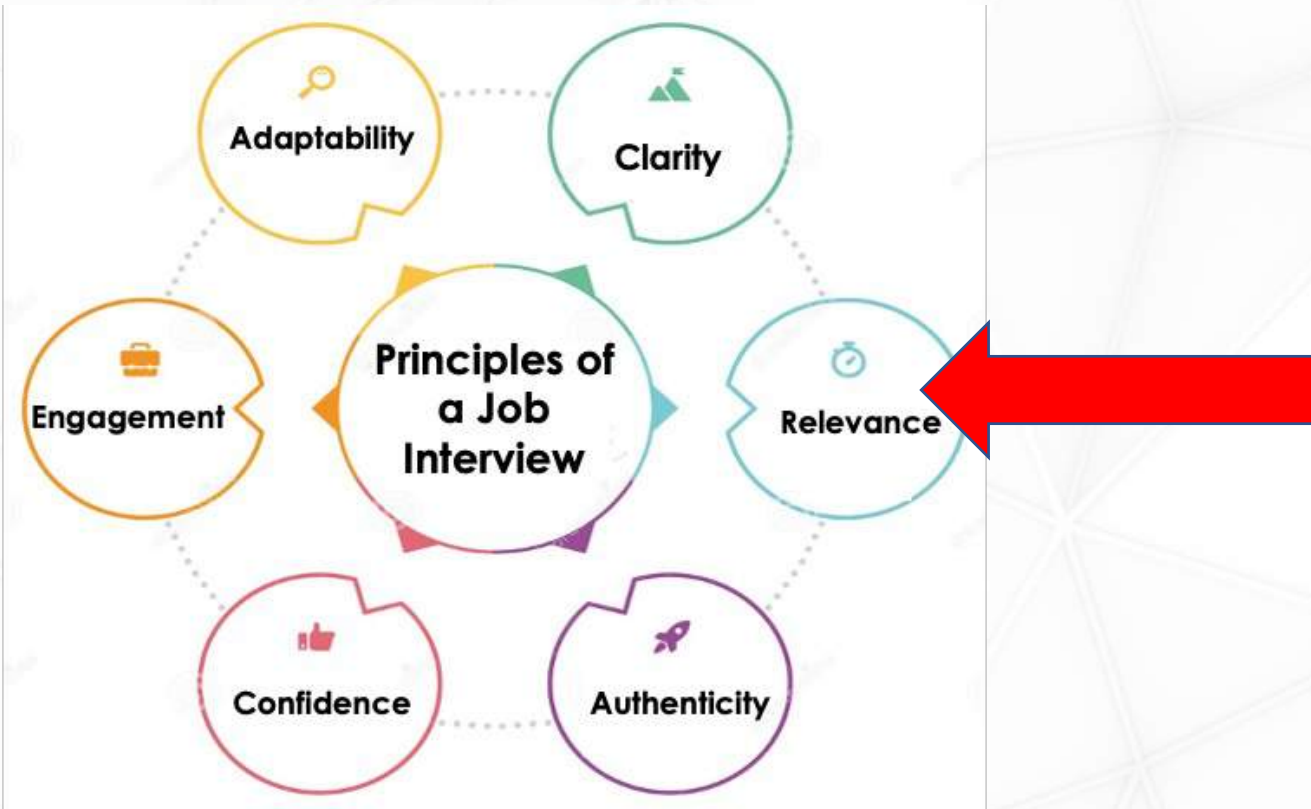 Adaptability
Clarity
Engagement
Principles of
a Job
Interview
Relevance
Confidence
Authenticity